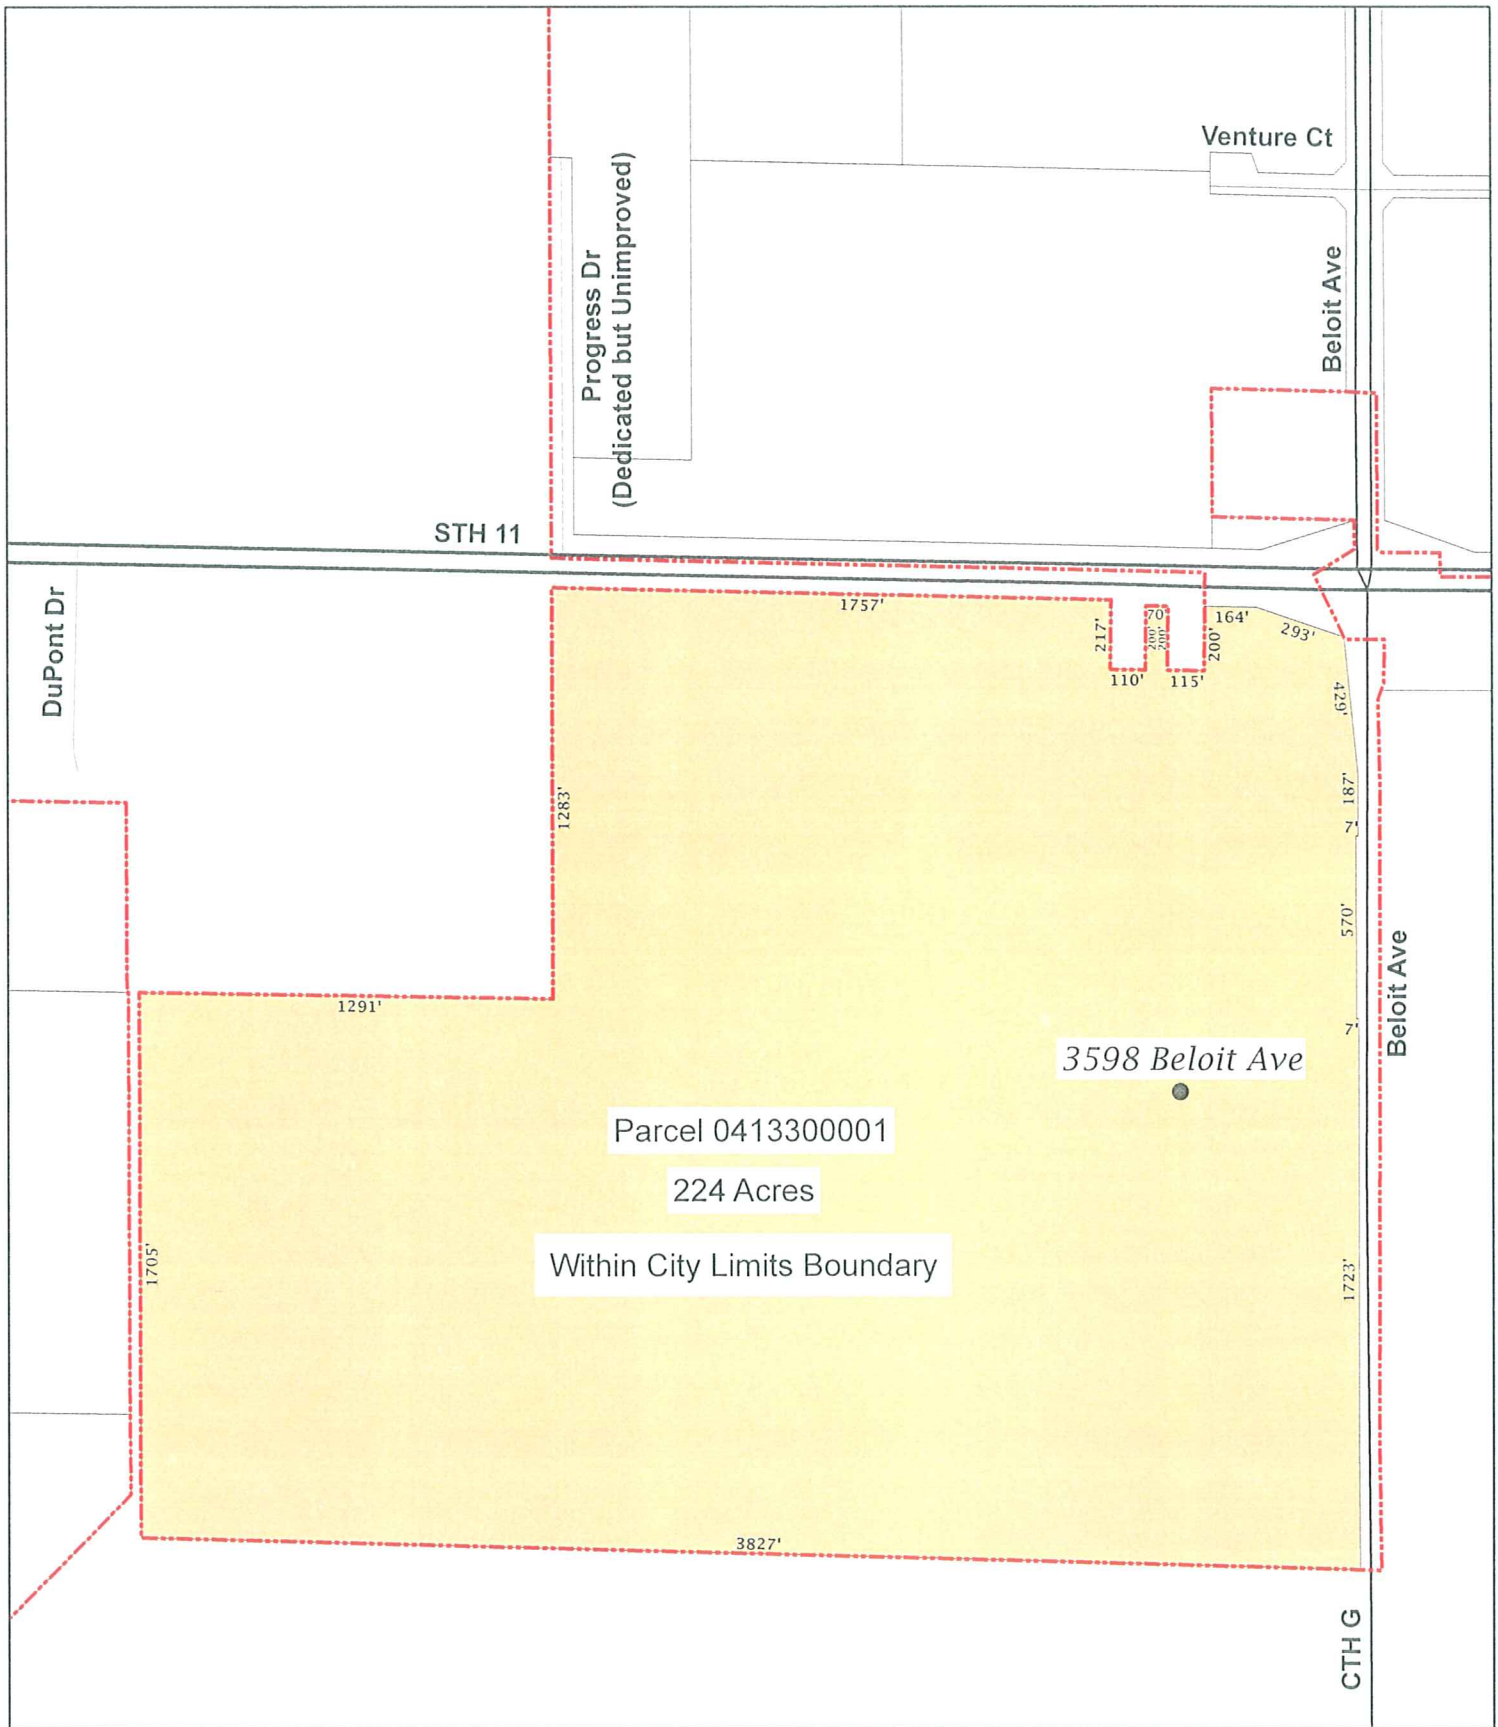 Venture Ct
Beloit Ave
Progress Dr
(Dedicated but Unimproved)
STH 11
DuPont Dr
1757'
217'
110'
70'
200'
200'
115'
200'
164'
293'
429'
187'
7'
570'
7'
1283'
1291'
Beloit Ave
3598 Beloit Ave
Parcel 0413300001
224 Acres
Within City Limits Boundary
1705'
1723'
3827'
CTH G